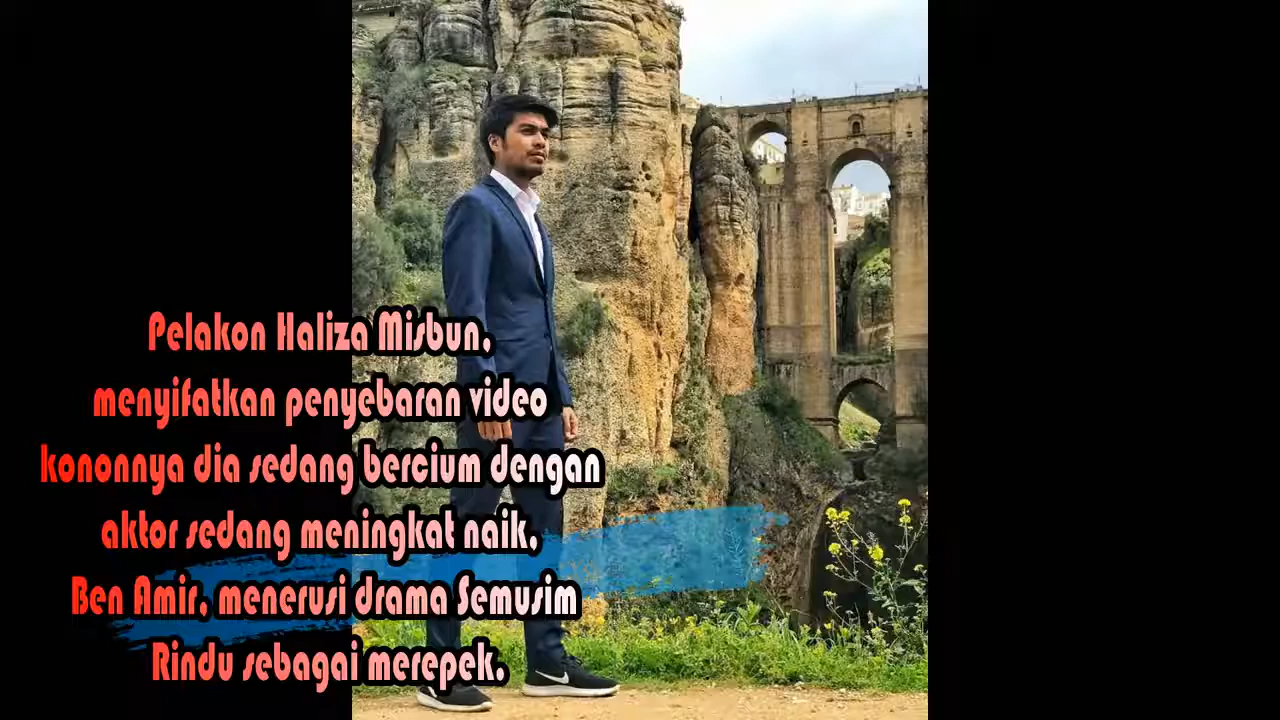 Pelakon Haliza Misbun,
menyifatkan penyebaran video
kononnya dia sedang bercium dengan
aktor sedang meningkat naik,
Ben Amir, menerusi drama Semusim
Rindu sebagai merepek.